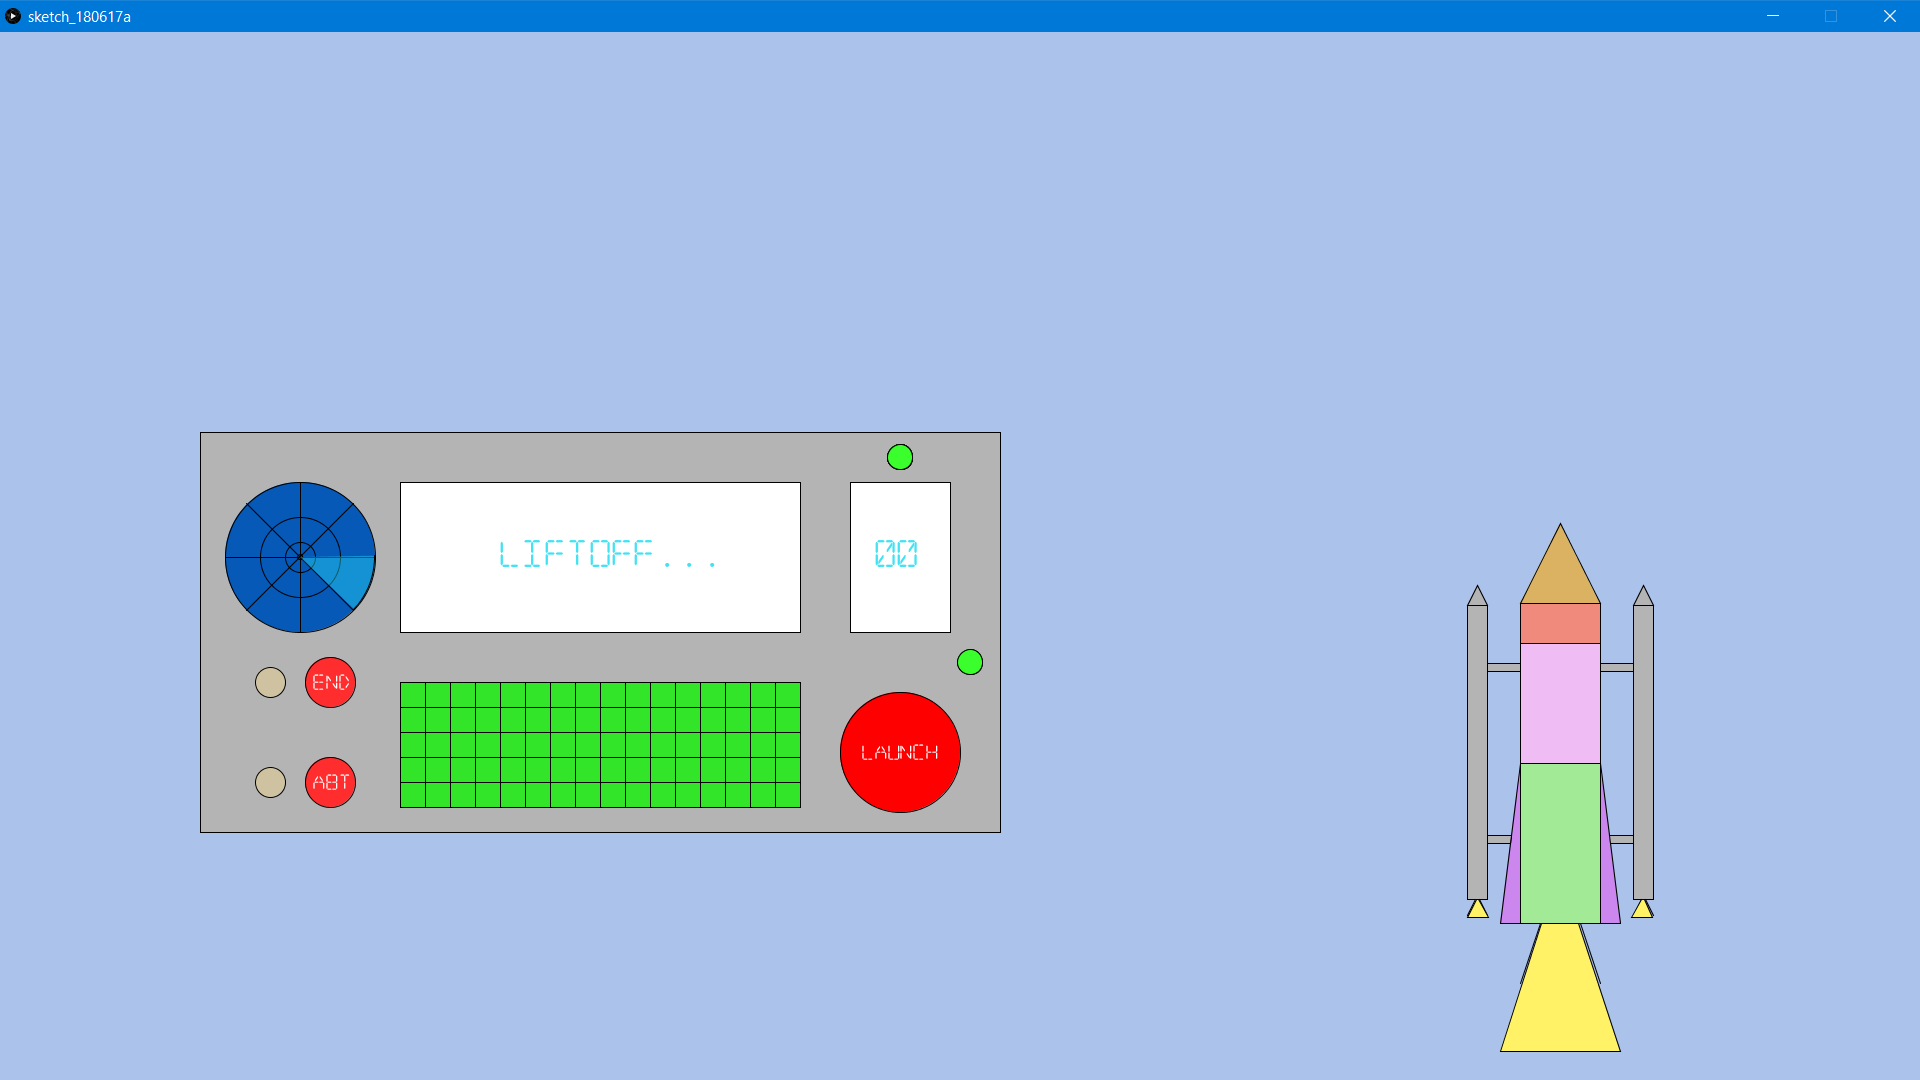 sketch_180617a
LIFTOFF...
00
END
ABT
LAUNCH